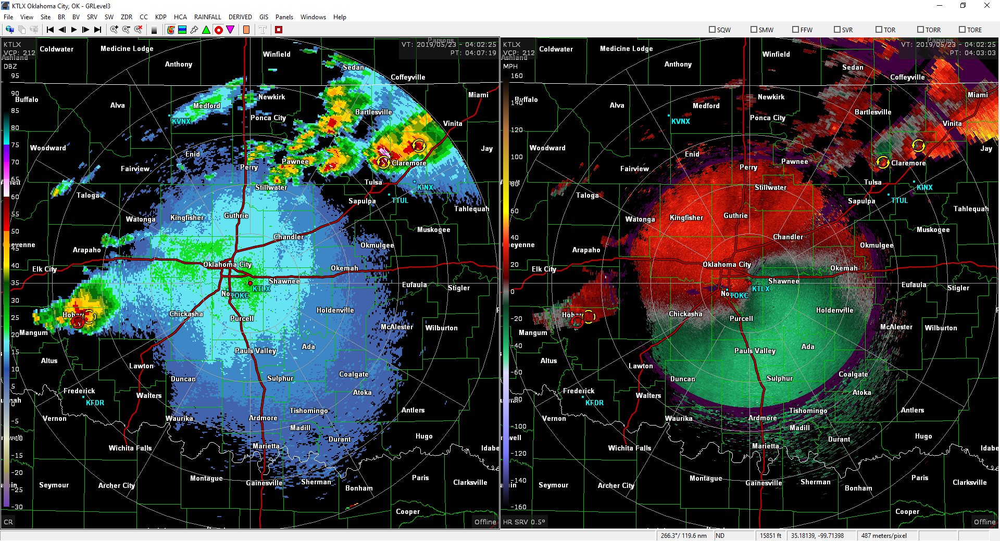 KTLX Oklahoma City, OK - GRLevel3
File View Site BR BV SRV SW ZDR CC KDP HCA RAINFALL DERIVED GIS Panels Windows Help
SQW SMW FFW SVR TOR TORR TORE
KTLX
VCP: 212
DBZ
95
90
85
80
75
70
65
60
55
50
45
40
35
30
25
20
15
10
5
0
-5
-10
-15
-20
-25
-30
CR
Parsons
VT: 2019/05/23 - 04:02:25
PT: 04:07:19
Ashland
Coldwater
Medicine Lodge
Winfield
Anthony
Sedan
Coffeyville
Buffalo
Alva
Medford
Newkirk
Miami
KVNX
Ponca City
Bartlesville
Vinita
Woodward
Enid
Jay
Fairview
Perry
Pawnee
Claremore
Taloga
Stillwater
Tulsa
KINX
Sapulpa
TTUL
Tahlequah
Watonga
Kingfisher
Guthrie
Muskogee
Chandler
Okmulgee
eyenne
Arapaho
Elk City
Oklahoma City
Okemah
Shawnee
KTLX
Eufaula
Stigler
No
TOKC
Hobar
Chickasha
Purcell
Holdenville
Mangum
McAlester
Wilburton
Altus
Lawton
Pauls Valley
Ada
Duncan
Sulphur
Coalgate
Frederick
KFDR
Walters
Atoka
Vernon
Waurika
Ardmore
Tishomingo
Antlers
Madill
Wichita Falls
Marietta
Durant
Hugo
Idabe
Seymour
Archer City
Montague
Gainesville
Sherman
Bonham
Paris
Clarksville
Cooper
Offline
KTLX
VCP: 212
MPH
160
140
120
100
80
60
40
20
0
-20
-40
-60
-80
-100
-120
-140
-160
HR SRV 0.5°
Parsons
VT: 2019/05/23 - 04:02:25
PT: 04:03:03
Ashland
Coldwater
Medicine Lodge
Winfield
Anthony
Sedan
Coffeyville
Buffalo
Alva
Medford
Newkirk
Miami
KVNX
Ponca City
Bartlesville
Vinita
Woodward
Enid
Jay
Fairview
Perry
Pawnee
Claremore
Taloga
Stillwater
Tulsa
KINX
Sapulpa
TTUL
Tahlequah
Watonga
Kingfisher
Guthrie
Muskogee
Chandler
Okmulgee
eyenne
Arapaho
Elk City
Oklahoma City
Okemah
Shawnee
KTLX
Eufaula
Stigler
No
TOKC
Hobar
Chickasha
Purcell
Holdenville
Mangum
McAlester
Wilburton
Altus
Lawton
Pauls Valley
Ada
Duncan
Sulphur
Coalgate
Frederick
KFDR
Walters
Atoka
Vernon
Waurika
Ardmore
Tishomingo
Antlers
Madill
Wichita Falls
Marietta
Durant
Hugo
Idabe
Seymour
Archer City
Montague
Gainesville
Sherman
Bonham
Paris
Clarksville
Cooper
Offline
266.3°/ 119.6 nm ND 15851 ft 35.18139, -99.71398 487 meters/pixel